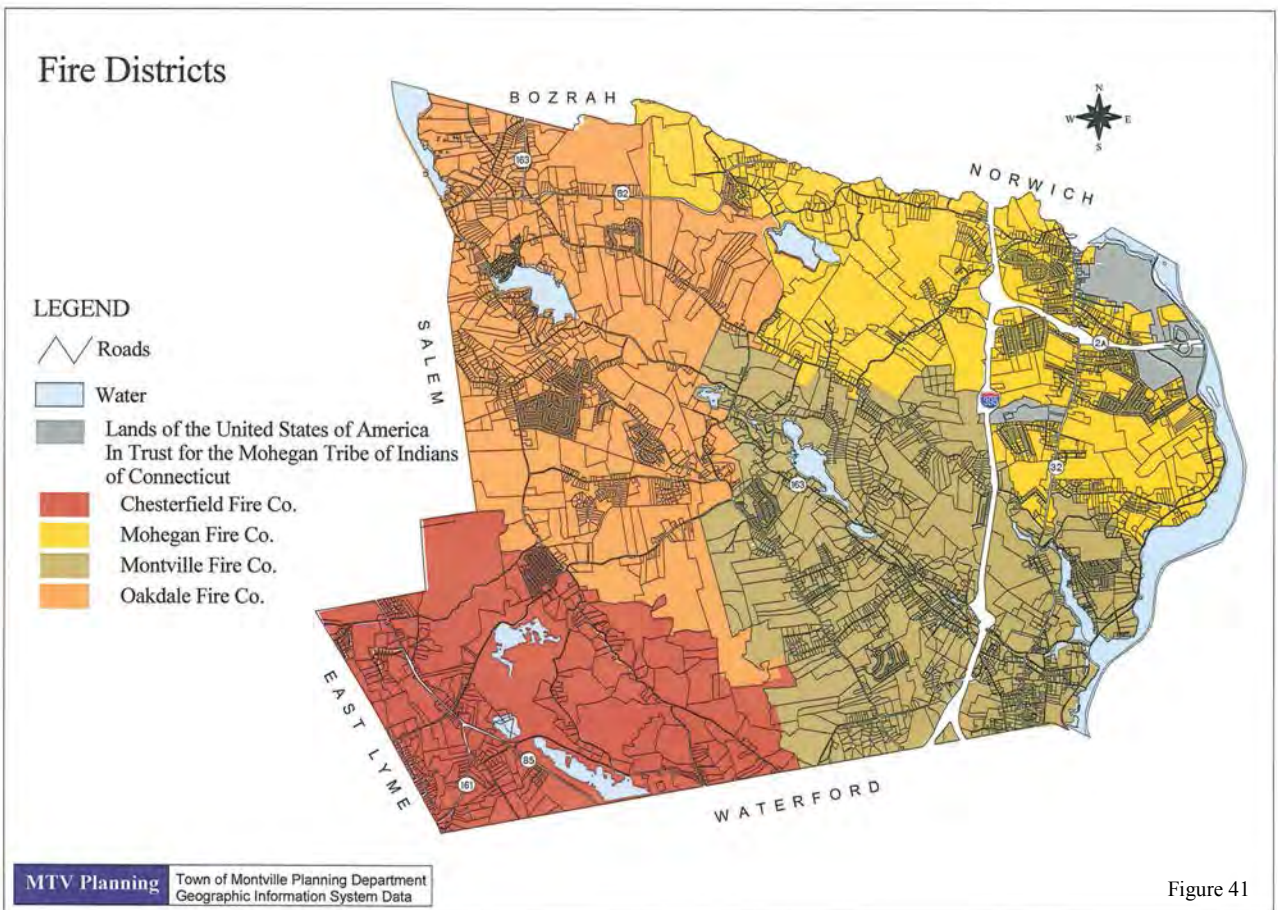 Fire Districts
BOZRAH
N
W E
S
NORWICH
163
82
LEGEND
Roads
Water
Lands of the United States of America
In Trust for the Mohegan Tribe of Indians
of Connecticut
Chesterfield Fire Co.
Mohegan Fire Co.
Montville Fire Co.
Oakdale Fire Co.
SALEM
2A
395
163
32
EAST LYME
85
161
WATERFORD
MTV Planning
Town of Montville Planning Department
Geographic Information System Data
Figure 41